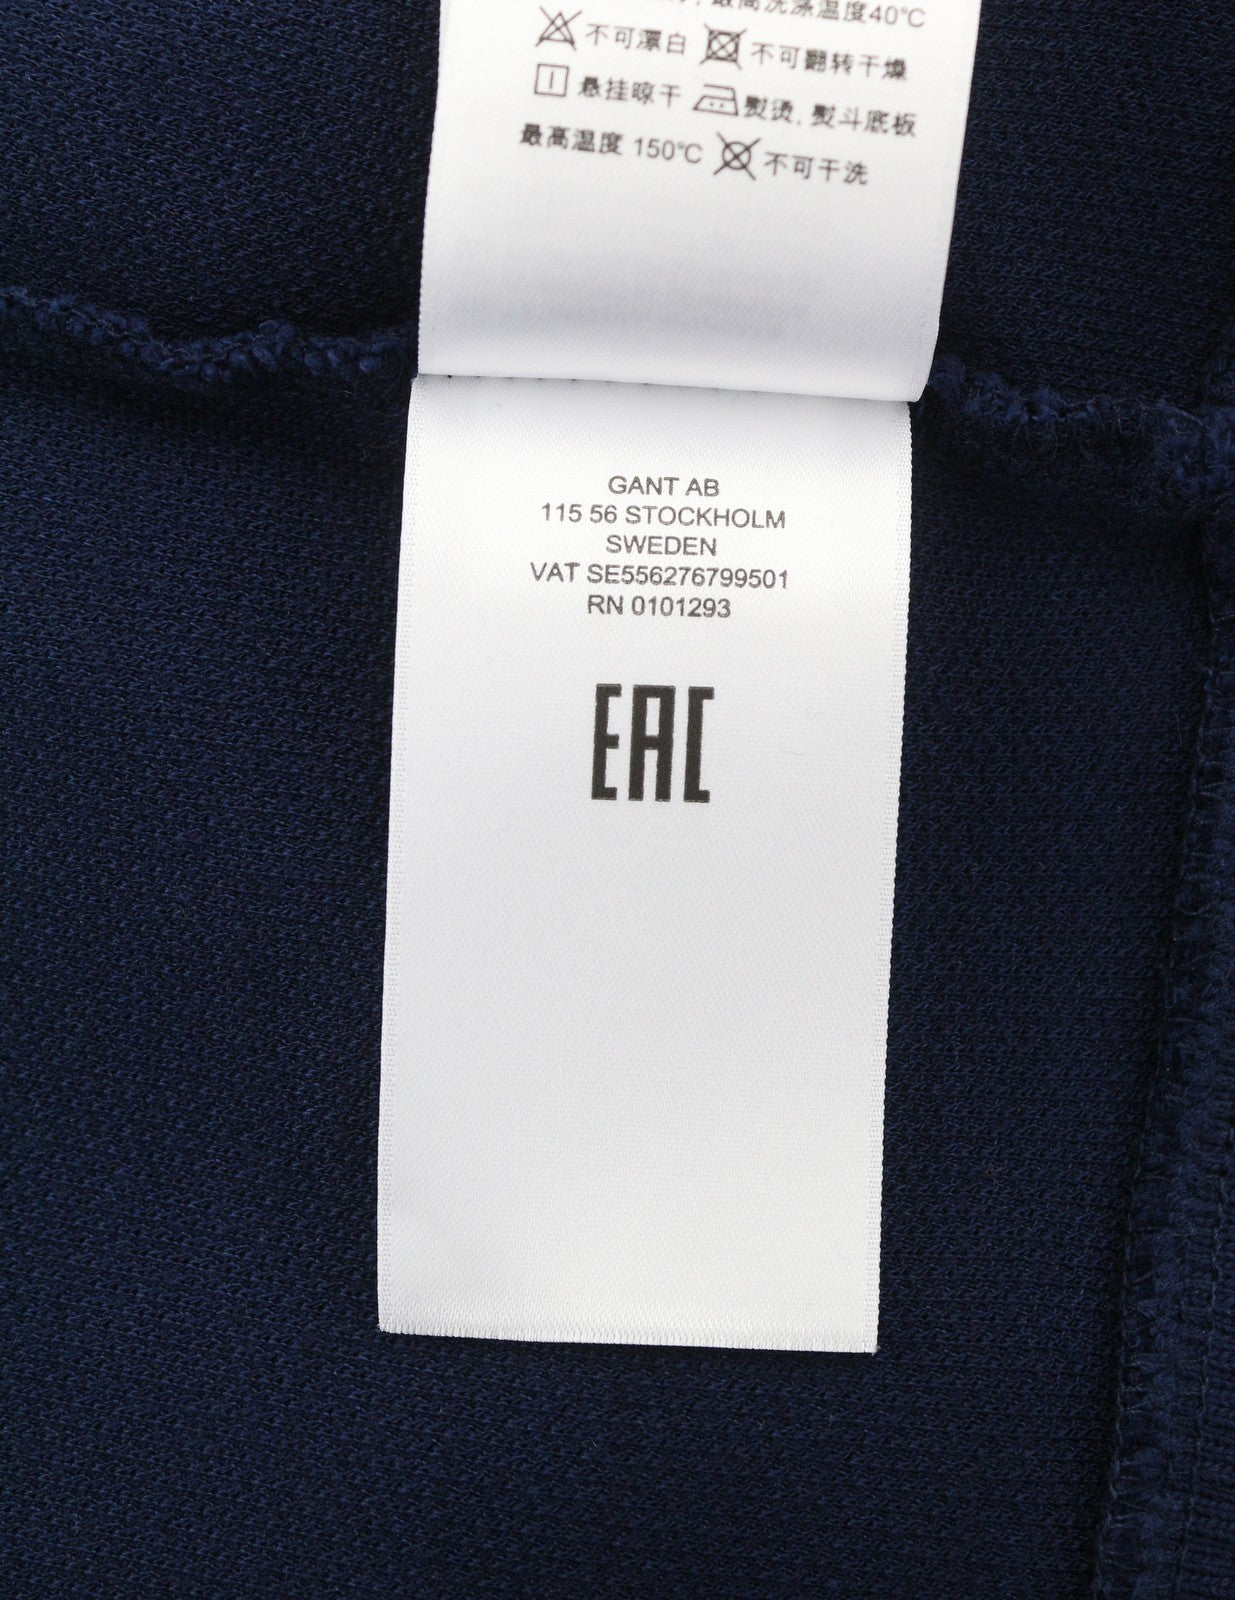 最高洗涤温度40℃
不可漂白 不可翻转干燥
悬挂晾干 熨烫, 熨斗底板
最高温度 150℃ 不可干洗
GANT AB
115 56 STOCKHOLM
SWEDEN
VAT SE556276799501
RN 0101293
EAC